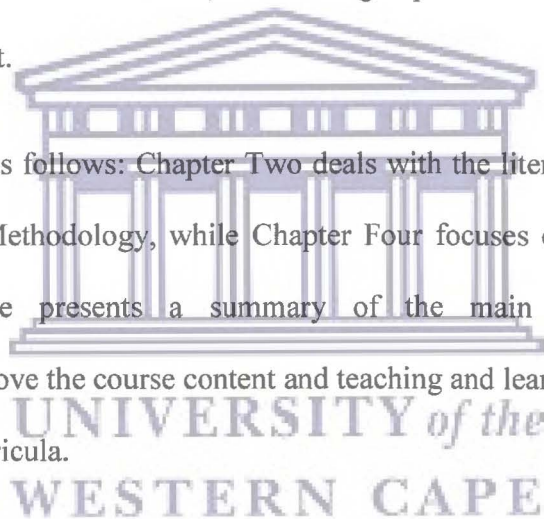 t.
s follows: Chapter Two deals with the liter
Methodology, while Chapter Four focuses
e presents a summary of the main
ove the course content and teaching and lear
UNIVERSITY of the
ricula.
WESTERN CAPE